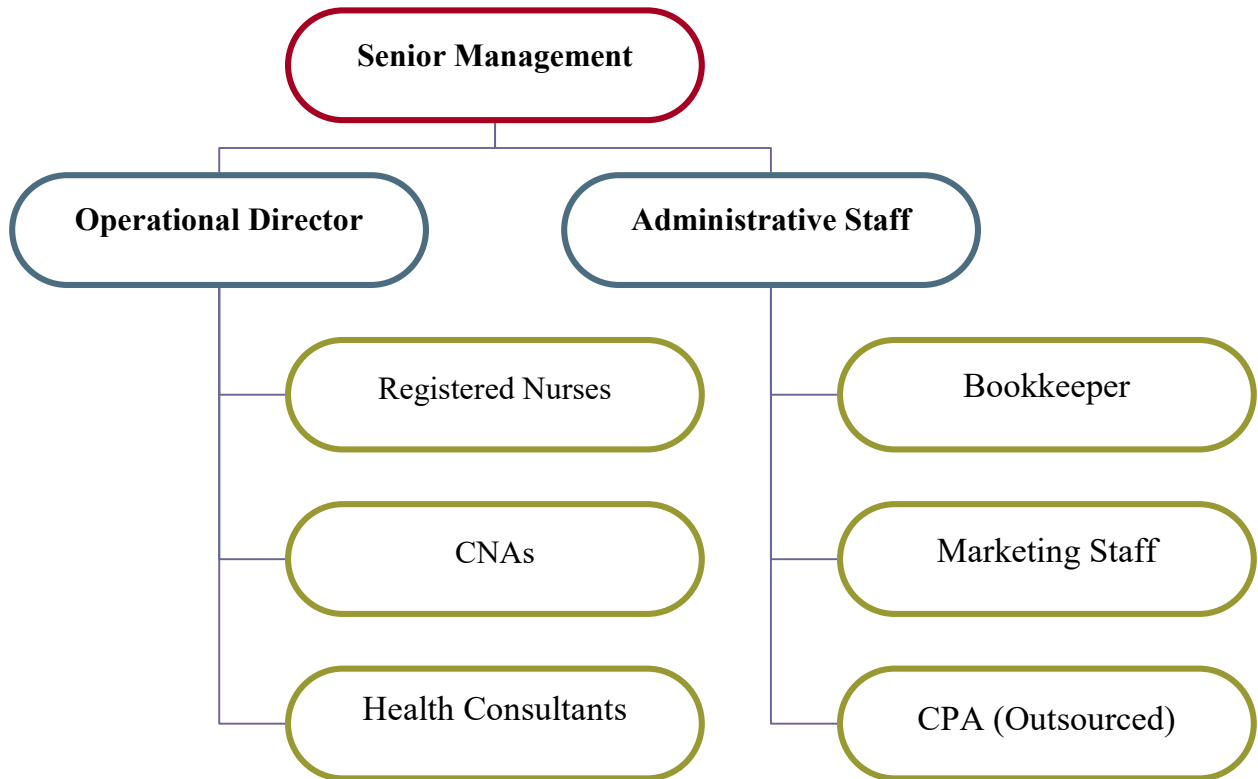 Senior Management
Operational Director
Administrative Staff
Registered Nurses
Bookkeeper
CNAs
Marketing Staff
Health Consultants
CPA (Outsourced)